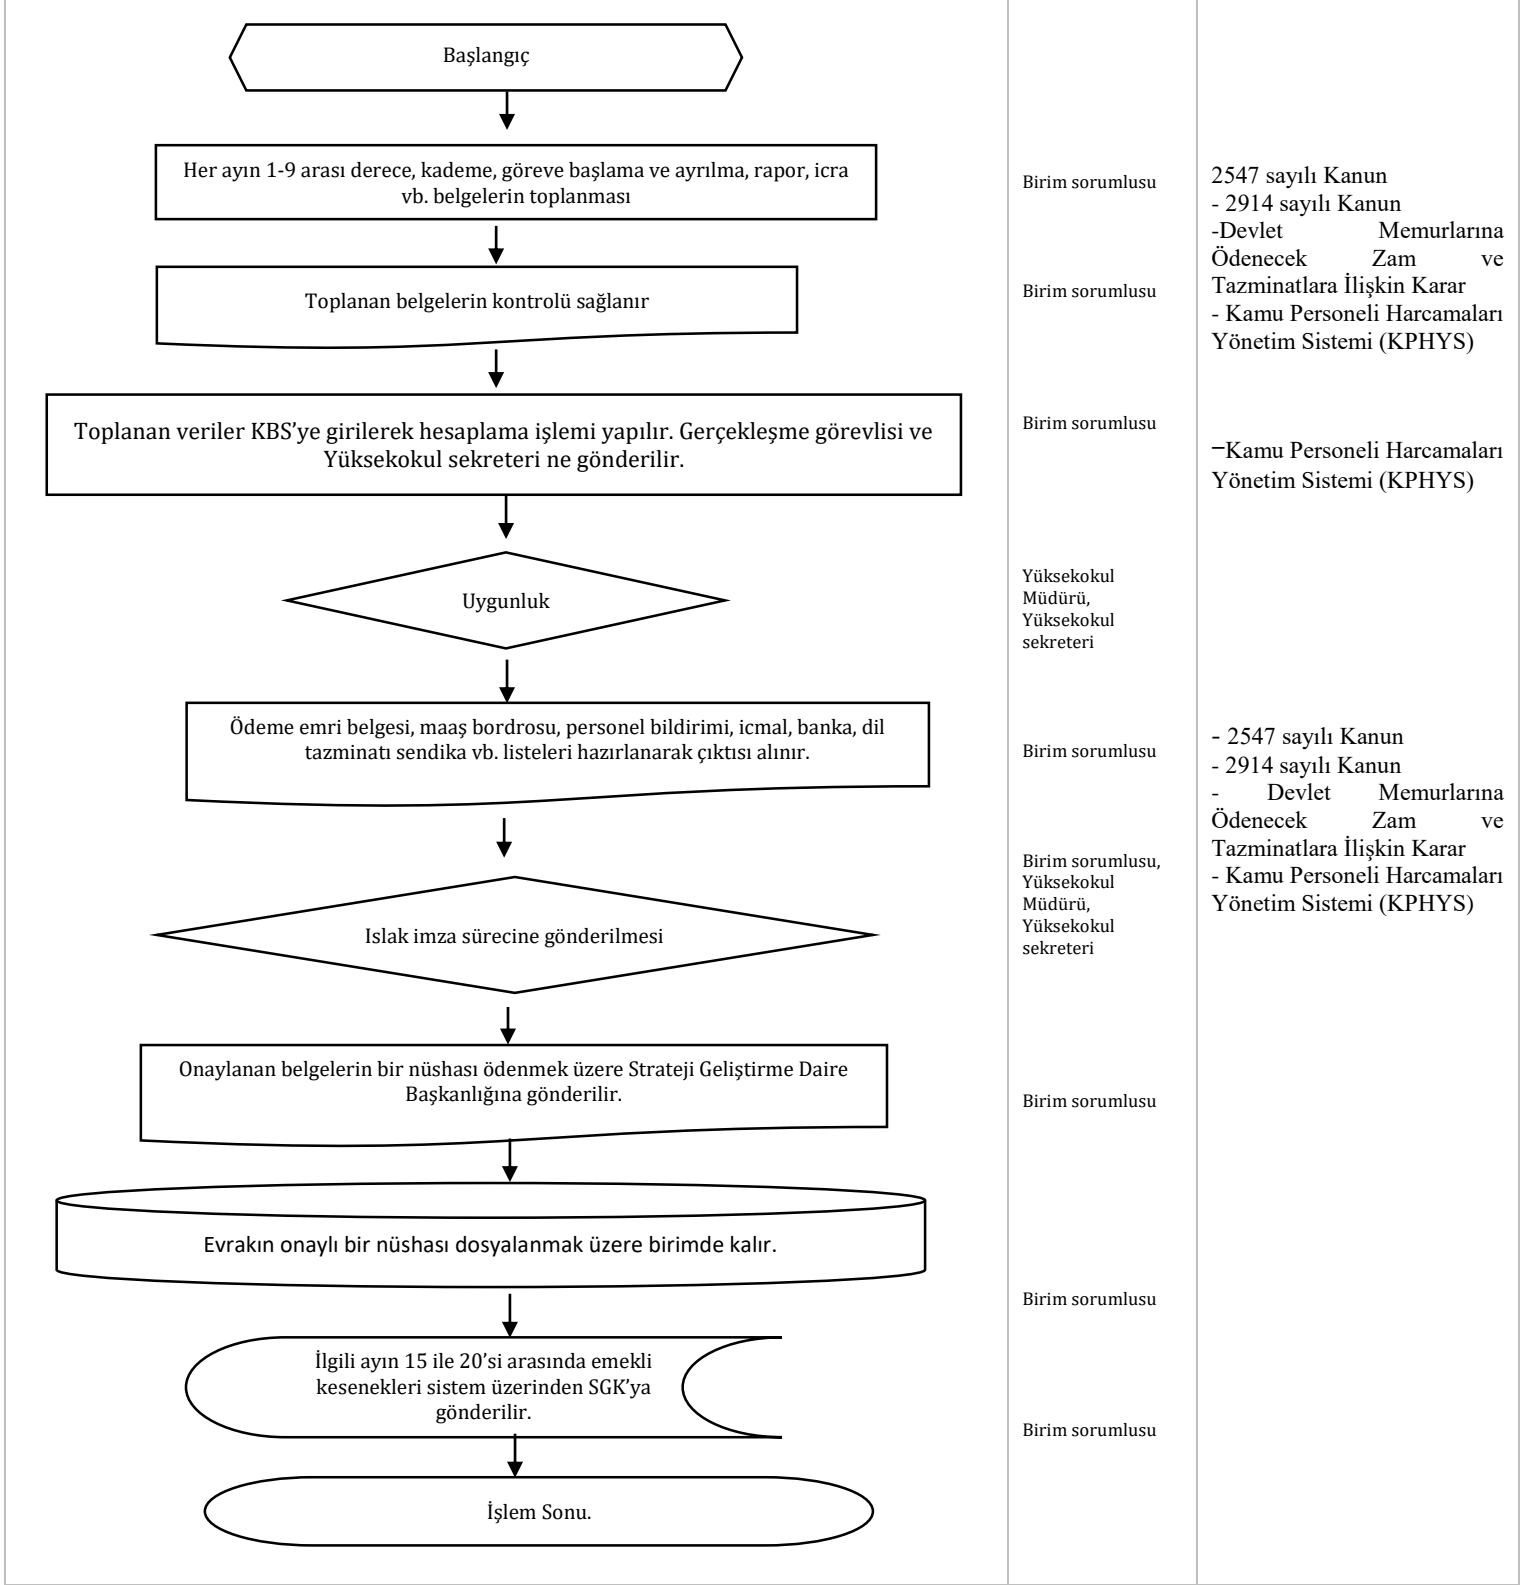 Başlangıç
Her ayın 1-9 arası derece, kademe, göreve başlama ve ayrılma, rapor, icra
vb. belgelerin toplanması
Birim sorumlusu
2547 sayılı Kanun
- 2914 sayılı Kanun
-Devlet Memurlarına
Ödenecek Zam ve
Tazminatlara İlişkin Karar
- Kamu Personeli Harcamaları
Yönetim Sistemi (KPHYS)
Toplanan belgelerin kontrolü sağlanır
Birim sorumlusu
Toplanan veriler KBS’ye girilerek hesaplama işlemi yapılır. Gerçekleşme görevlisi ve
Yüksekokul sekreteri ne gönderilir.
Birim sorumlusu
–Kamu Personeli Harcamaları
Yönetim Sistemi (KPHYS)
Uygunluk
Yüksekokul
Müdürü,
Yüksekokul
sekreteri
Ödeme emri belgesi, maaş bordrosu, personel bildirimi, icmal, banka, dil
tazminatı sendika vb. listeleri hazırlanarak çıktısı alınır.
Birim sorumlusu
- 2547 sayılı Kanun
- 2914 sayılı Kanun
- Devlet Memurlarına
Ödenecek Zam ve
Tazminatlara İlişkin Karar
- Kamu Personeli Harcamaları
Yönetim Sistemi (KPHYS)
Islak imza sürecine gönderilmesi
Birim sorumlusu,
Yüksekokul
Müdürü,
Yüksekokul
sekreteri
Onaylanan belgelerin bir nüshası ödenmek üzere Strateji Geliştirme Daire
Başkanlığına gönderilir.
Birim sorumlusu
Evrakın onaylı bir nüshası dosyalanmak üzere birimde kalır.
Birim sorumlusu
İlgili ayın 15 ile 20’si arasında emekli
kesenekleri sistem üzerinden SGK’ya
gönderilir.
Birim sorumlusu
İşlem Sonu.